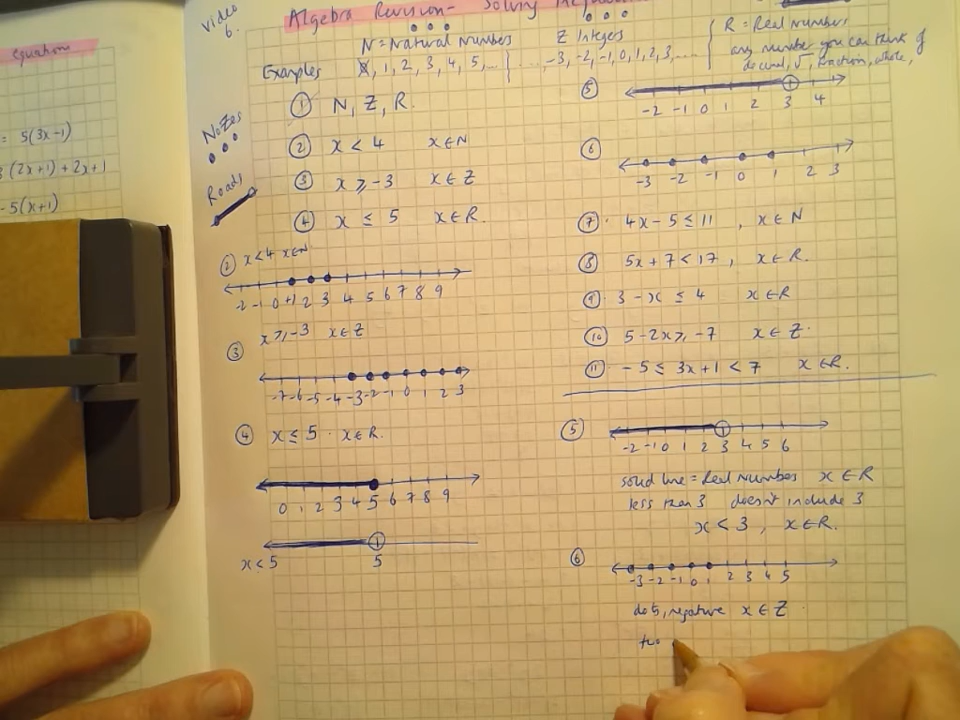 Equation
= 5(3x-1)
(2x+1) + 2x+1
-5(x+1)
Video 6.
Algebra Revision - Solving
N = Natural Numbers
Z Integers
R = Real numbers
any number you can think of
decimal, √, fraction, whole,
Examples
0, 1, 2, 3, 4, 5,...
... -3, -2, -1, 0, 1, 2, 3, ....
Notes
Roads
① N, Z, R.
② x < 4 x ∈ N
③ x ⩾ -3 x ∈ Z
④ x ≤ 5 x ∈ R.
② x < 4 x ∈ N
-2 -1 0 +1 2 3 4 5 6 7 8 9
③ x ⩾ -3 x ∈ Z
-7 -6 -5 -4 -3 -2 -1 0 1 2 3
④ x ≤ 5 . x ∈ R.
0 1 2 3 4 5 6 7 8 9
x < 5
5
⑤
-2 -1 0 1 2 3 4
⑥
-3 -2 -1 0 1 2 3
⑦ 4x - 5 ≤ 11 , x ∈ N
⑧ 5x + 7 < 17 , x ∈ R.
⑨ 3 - x ≤ 4 x ∈ R
⑩ 5 - 2x ⩾ -7 x ∈ Z.
⑪ -5 ≤ 3x + 1 < 7 x ∈ R.
⑤
-2 -1 0 1 2 3 4 5 6
solid line = Real Numbers x ∈ R
less than 3 doesn't include 3
x < 3 , x ∈ R.
⑥
-3 -2 -1 0 1 2 3 4 5
dots, negative x ∈ Z